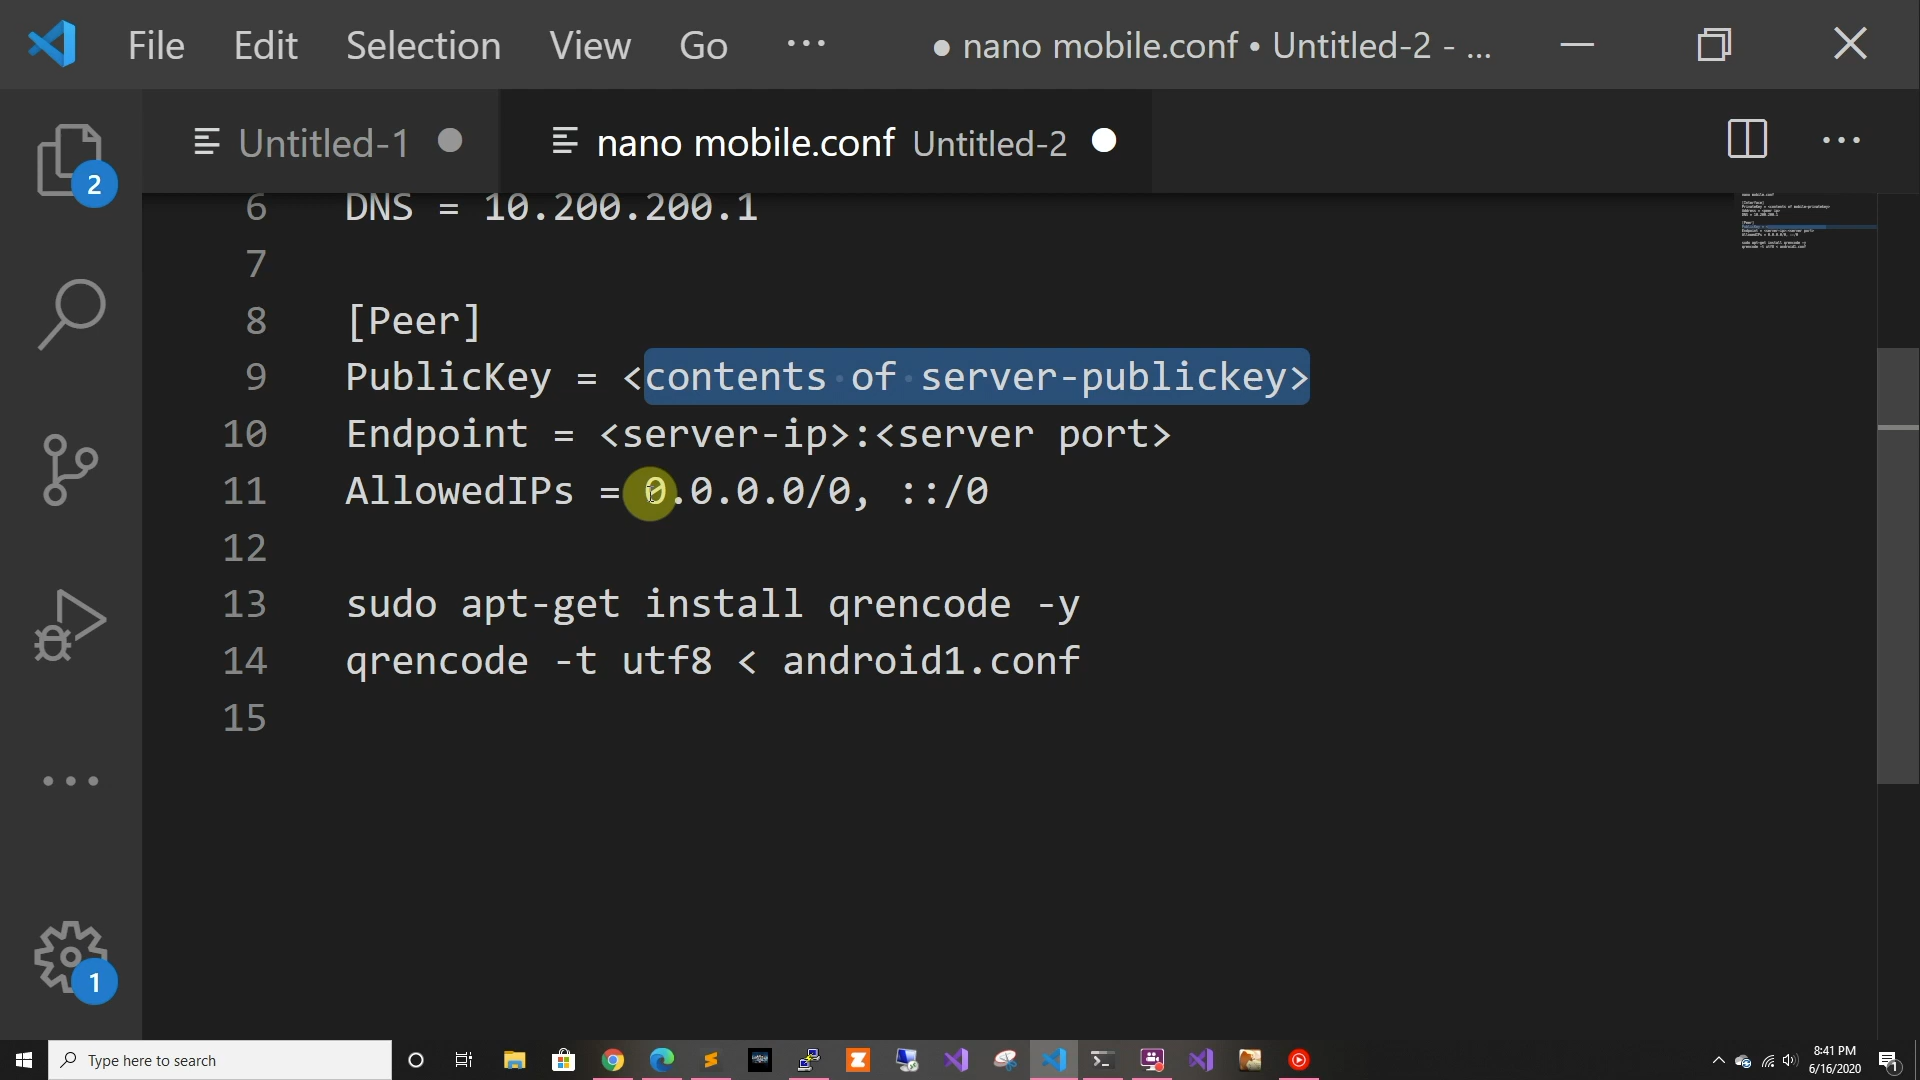 File Edit Selection View Go ··· ● nano mobile.conf • Untitled-2 - ...
Untitled-1 nano mobile.conf Untitled-2
6 DNS = 10.200.200.1
7
8 [Peer]
9 PublicKey = <contents of server-publickey>
10 Endpoint = <server-ip>:<server port>
11 AllowedIPs = 0.0.0.0/0, ::/0
12
13 sudo apt-get install qrencode -y
14 qrencode -t utf8 < android1.conf
15
2
1
Type here to search
8:41 PM
6/16/2020
1